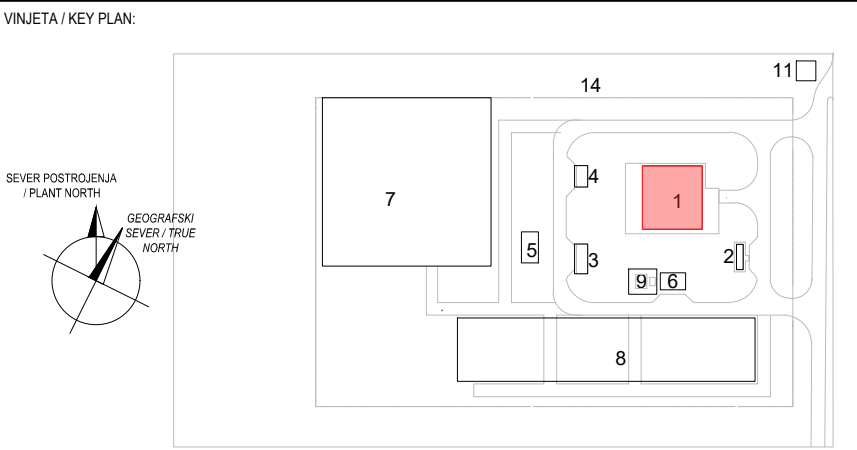 VINJETA / KEY PLAN:
11
14
SEVER POSTROJENJA
/ PLANT NORTH
GEOGRAFSKI
SEVER / TRUE
NORTH
4
7
1
5
3
2
9
6
8